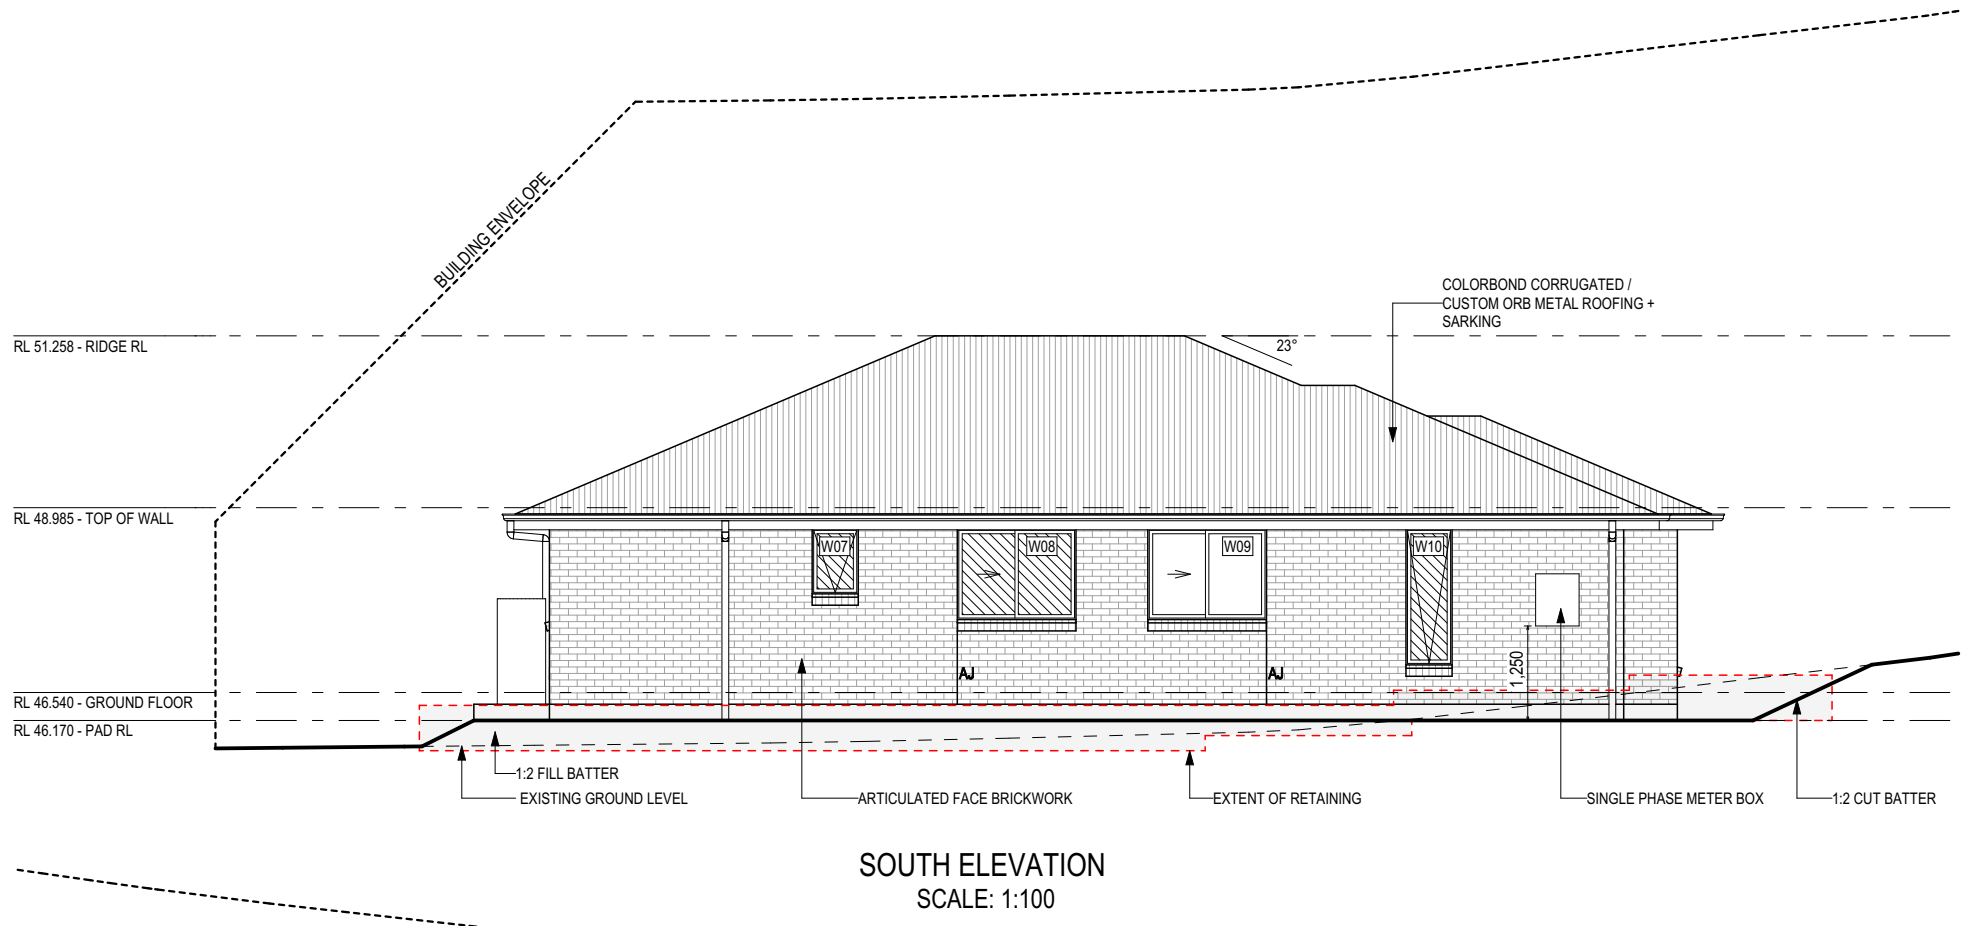 BUILDING ENVELOPE
COLORBOND CORRUGATED /
CUSTOM ORB METAL ROOFING +
SARKING
RL 51.258 - RIDGE RL
23°
RL 48.985 - TOP OF WALL
W07
W08
W09
W10
AJ
AJ
1,250
RL 46.540 - GROUND FLOOR
RL 46.170 - PAD RL
1:2 FILL BATTER
EXISTING GROUND LEVEL
ARTICULATED FACE BRICKWORK
EXTENT OF RETAINING
SINGLE PHASE METER BOX
1:2 CUT BATTER
SOUTH ELEVATION
SCALE: 1:100